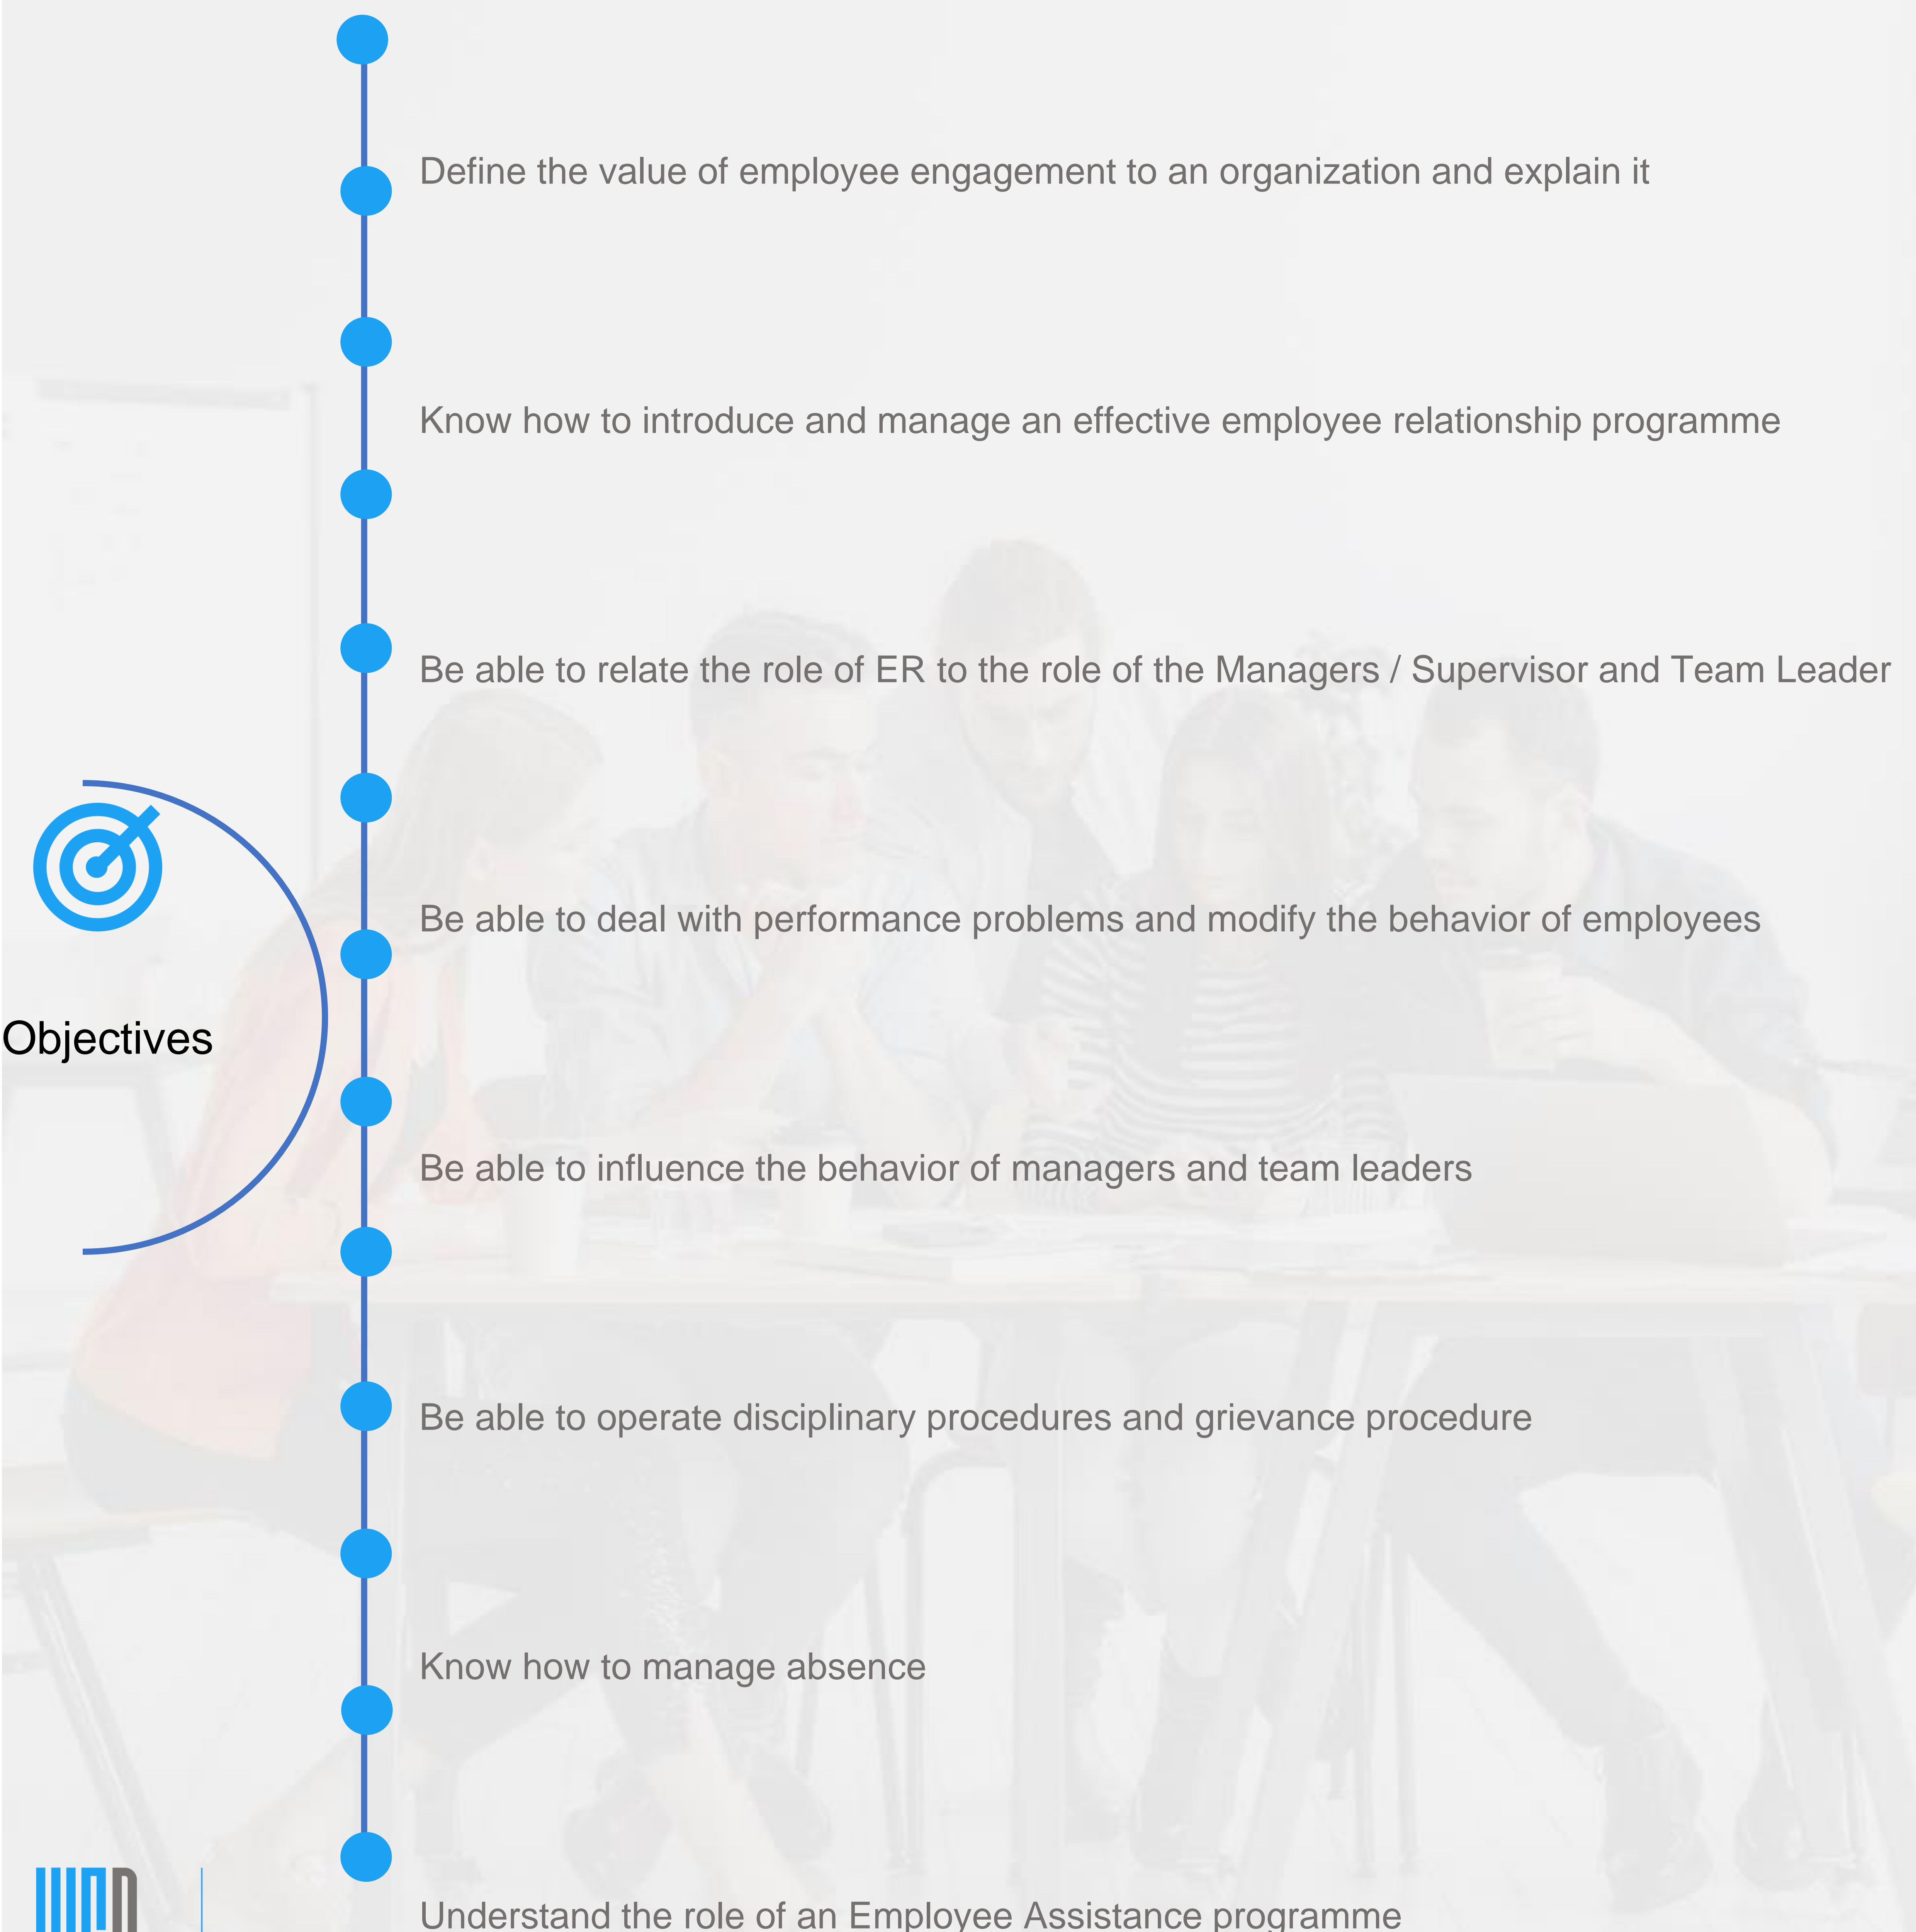 Define the value of employee engagement to an organization and explain it
Know how to introduce and manage an effective employee relationship programme
Be able to relate the role of ER to the role of the Managers / Supervisor and Team Leader
Be able to deal with performance problems and modify the behavior of employees
Objectives
Be able to influence the behavior of managers and team leaders
Be able to operate disciplinary procedures and grievance procedure
Know how to manage absence
Understand the role of an Employee Assistance programme